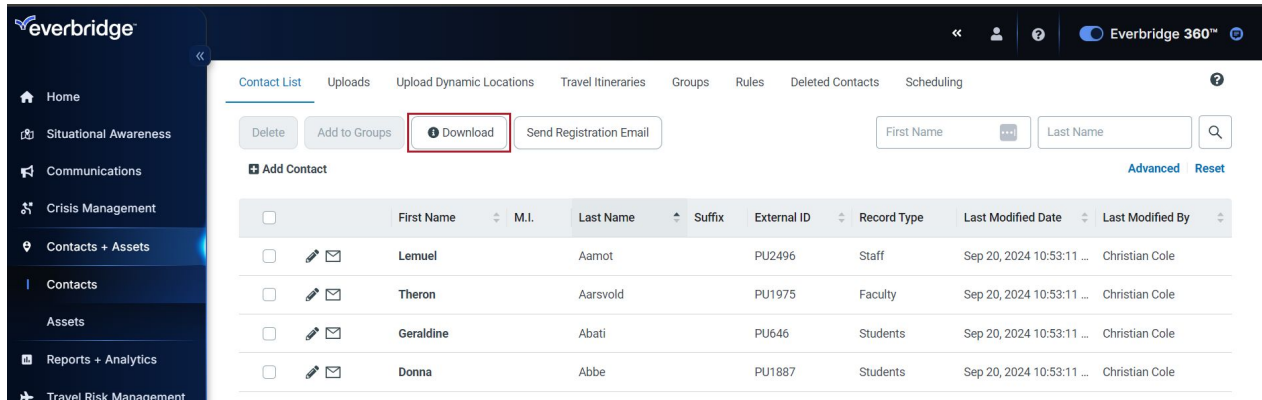 everbridge
Everbridge 360™
Home
Situational Awareness
Communications
Crisis Management
Contacts + Assets
Contacts
Assets
Reports + Analytics
Travel Risk Management
Contact List Uploads Upload Dynamic Locations Travel Itineraries Groups Rules Deleted Contacts Scheduling
Delete Add to Groups Download Send Registration Email First Name Last Name
Add Contact Advanced Reset
First Name M.I. Last Name Suffix External ID Record Type Last Modified Date Last Modified By
Lemuel Aamot PU2496 Staff Sep 20, 2024 10:53:11 ... Christian Cole
Theron Aarsvold PU1975 Faculty Sep 20, 2024 10:53:11 ... Christian Cole
Geraldine Abati PU646 Students Sep 20, 2024 10:53:11 ... Christian Cole
Donna Abbe PU1887 Students Sep 20, 2024 10:53:11 ... Christian Cole